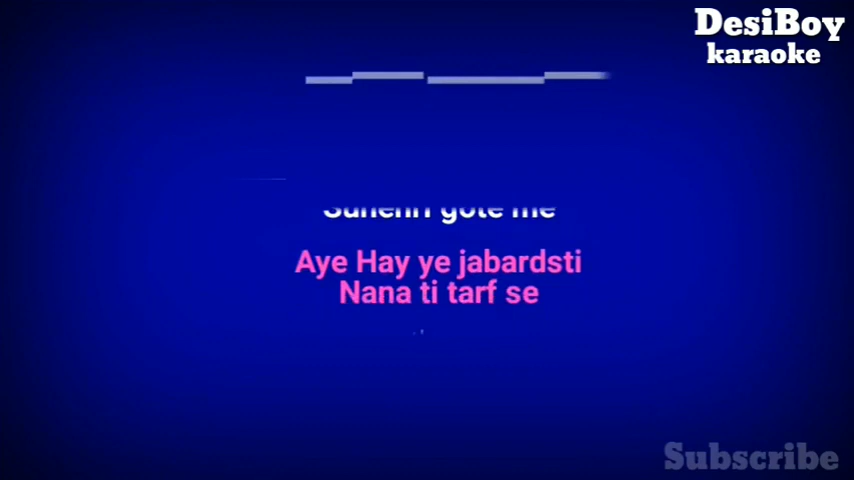 DesiBoy
karaoke
Sunehri gote me
Aye Hay ye jabardsti
Nana ti tarf se
Subscribe